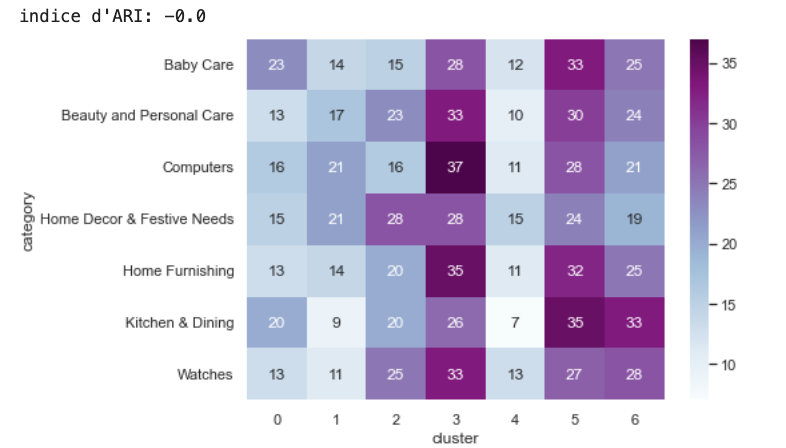 indice d'ARI: -0.0
Baby Care 23 14 15 28 12 33 25
Beauty and Personal Care 13 17 23 33 10 30 24
Computers 16 21 16 37 11 28 21
Home Decor & Festive Needs 15 21 28 28 15 24 19
Home Furnishing 13 14 20 35 11 32 25
Kitchen & Dining 20 9 20 26 7 35 33
Watches 13 11 25 33 13 27 28
0 1 2 3 4 5 6
cluster
category
35
30
25
20
15
10